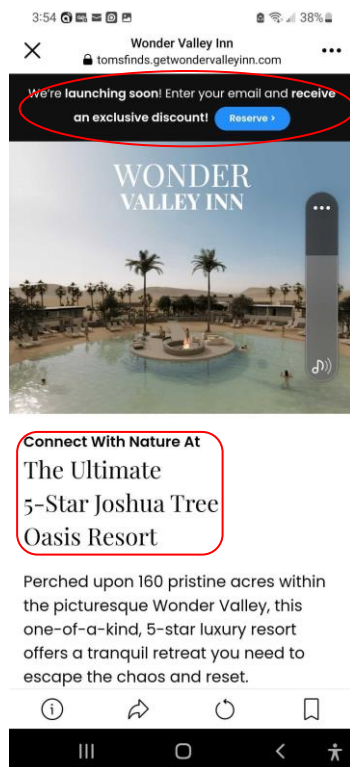 3:54
38%
Wonder Valley Inn
tomsfinds.getwondervalleyinn.com
We're launching soon! Enter your email and receive
an exclusive discount! Reserve >
WONDER
VALLEY INN
Connect With Nature At
The Ultimate
5-Star Joshua Tree
Oasis Resort
Perched upon 160 pristine acres within
the picturesque Wonder Valley, this
one-of-a-kind, 5-star luxury resort
offers a tranquil retreat you need to
escape the chaos and reset.